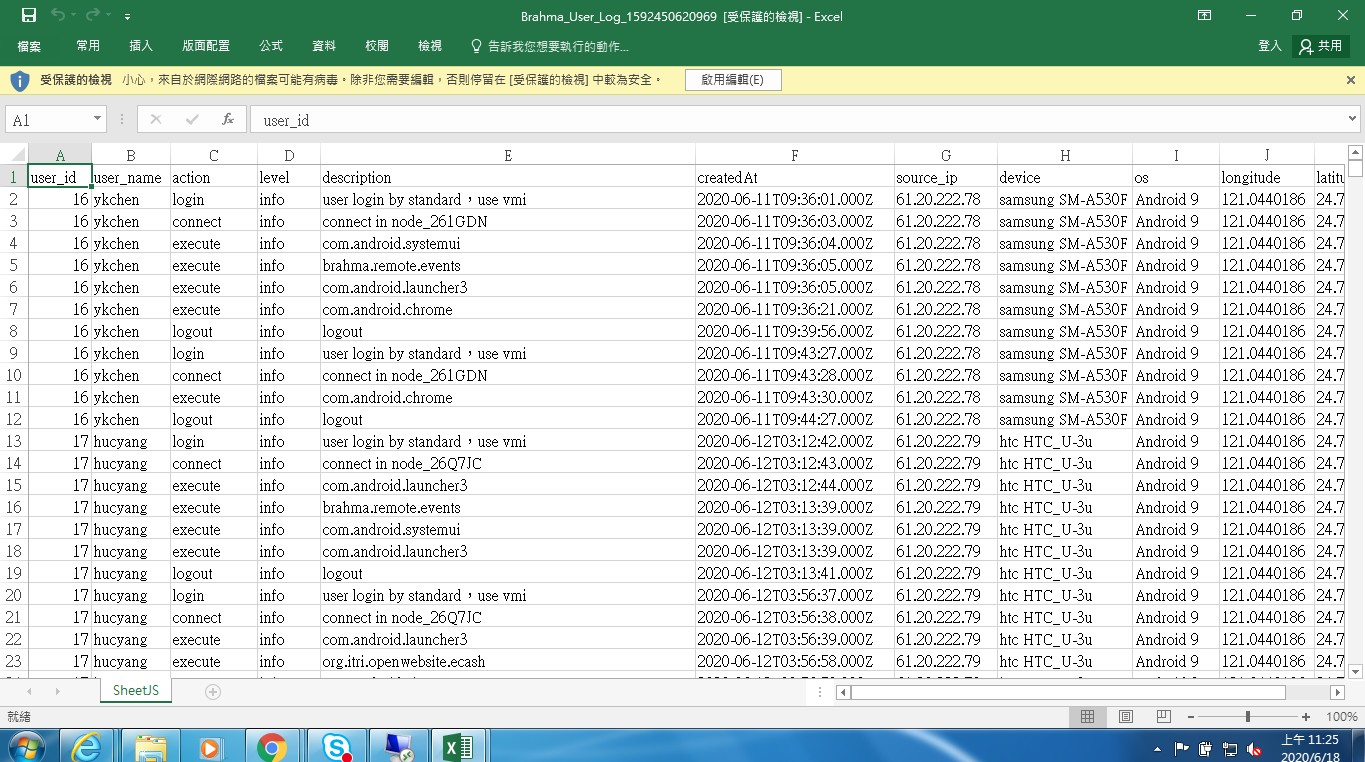 Brahma_User_Log_1592450620969 [受保護的檢視] - Excel
檔案 常用 插入 版面配置 公式 資料 校閱 檢視 告訴我您想要執行的動作... 登入 共用
受保護的檢視 小心，來自於網際網路的檔案可能有病毒。除非您需要編輯，否則停留在 [受保護的檢視] 中較為安全。 啟用編輯(E)
A1 fx user_id
A B C D E F G H I J
1 user_id user_name action level description createdAt source_ip device os longitude latitu
2 16 ykchen login info user login by standard，use vmi 2020-06-11T09:36:01.000Z 61.20.222.78 samsung SM-A530F Android 9 121.0440186 24.7
3 16 ykchen connect info connect in node_261GDN 2020-06-11T09:36:03.000Z 61.20.222.78 samsung SM-A530F Android 9 121.0440186 24.7
4 16 ykchen execute info com.android.systemui 2020-06-11T09:36:04.000Z 61.20.222.78 samsung SM-A530F Android 9 121.0440186 24.7
5 16 ykchen execute info brahma.remote.events 2020-06-11T09:36:05.000Z 61.20.222.78 samsung SM-A530F Android 9 121.0440186 24.7
6 16 ykchen execute info com.android.launcher3 2020-06-11T09:36:05.000Z 61.20.222.78 samsung SM-A530F Android 9 121.0440186 24.7
7 16 ykchen execute info com.android.chrome 2020-06-11T09:36:21.000Z 61.20.222.78 samsung SM-A530F Android 9 121.0440186 24.7
8 16 ykchen logout info logout 2020-06-11T09:39:56.000Z 61.20.222.78 samsung SM-A530F Android 9 121.0440186 24.7
9 16 ykchen login info user login by standard，use vmi 2020-06-11T09:43:27.000Z 61.20.222.78 samsung SM-A530F Android 9 121.0440186 24.7
10 16 ykchen connect info connect in node_261GDN 2020-06-11T09:43:28.000Z 61.20.222.78 samsung SM-A530F Android 9 121.0440186 24.7
11 16 ykchen execute info com.android.chrome 2020-06-11T09:43:30.000Z 61.20.222.78 samsung SM-A530F Android 9 121.0440186 24.7
12 16 ykchen logout info logout 2020-06-11T09:44:27.000Z 61.20.222.78 samsung SM-A530F Android 9 121.0440186 24.7
13 17 hucyang login info user login by standard，use vmi 2020-06-12T03:12:42.000Z 61.20.222.79 htc HTC_U-3u Android 9 121.0440186 24.7
14 17 hucyang connect info connect in node_26Q7JC 2020-06-12T03:12:43.000Z 61.20.222.79 htc HTC_U-3u Android 9 121.0440186 24.7
15 17 hucyang execute info com.android.launcher3 2020-06-12T03:12:44.000Z 61.20.222.79 htc HTC_U-3u Android 9 121.0440186 24.7
16 17 hucyang execute info brahma.remote.events 2020-06-12T03:13:39.000Z 61.20.222.79 htc HTC_U-3u Android 9 121.0440186 24.7
17 17 hucyang execute info com.android.systemui 2020-06-12T03:13:39.000Z 61.20.222.79 htc HTC_U-3u Android 9 121.0440186 24.7
18 17 hucyang execute info com.android.launcher3 2020-06-12T03:13:39.000Z 61.20.222.79 htc HTC_U-3u Android 9 121.0440186 24.7
19 17 hucyang logout info logout 2020-06-12T03:13:41.000Z 61.20.222.79 htc HTC_U-3u Android 9 121.0440186 24.7
20 17 hucyang login info user login by standard，use vmi 2020-06-12T03:56:37.000Z 61.20.222.79 htc HTC_U-3u Android 9 121.0440186 24.7
21 17 hucyang connect info connect in node_26Q7JC 2020-06-12T03:56:38.000Z 61.20.222.79 htc HTC_U-3u Android 9 121.0440186 24.7
22 17 hucyang execute info com.android.launcher3 2020-06-12T03:56:39.000Z 61.20.222.79 htc HTC_U-3u Android 9 121.0440186 24.7
23 17 hucyang execute info org.itri.openwebsite.ecash 2020-06-12T03:56:58.000Z 61.20.222.79 htc HTC_U-3u Android 9 121.0440186 24.7
SheetJS
就緒 100%
上午 11:25
2020/6/18